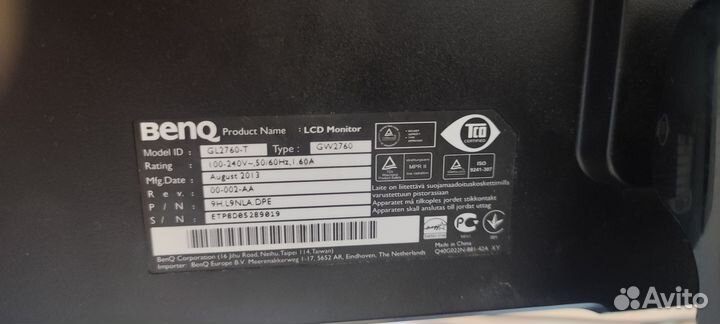 BenQ Product Name : LCD Monitor
Model ID : GL2760-T Type : GW2760
Rating : 100-240V~,50/60Hz,1.60A
Mfg.Date : August 2013
Rev. : 00-002-AA
P/N : 9H.L9NLA.DPE
S/N : ETP8D05289019
BenQ Corporation (16 Jihu Road, Neihu, Taipei 114, Taiwan)
Importer: BenQ Europe B.V. Meerenakkerweg 1-17, 5652 AR, Eindhoven, The Netherlands
TCO
CERTIFIED
MPR II
ISO
9241-307
Laite on liitettävä suojamaadoituskoskettimilla
varustettuun pistorasiaan
Apparatet må tilkoples jordet stikkontakt
Apparaten skall anslutas till jordat uttag
Made in China
Avito